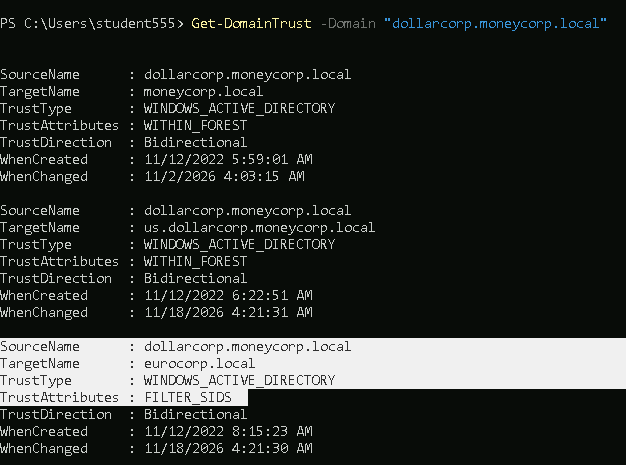 PS C:\Users\student555> Get-DomainTrust -Domain "dollarcorp.moneycorp.local"
SourceName : dollarcorp.moneycorp.local
TargetName : moneycorp.local
TrustType : WINDOWS_ACTIVE_DIRECTORY
TrustAttributes : WITHIN_FOREST
TrustDirection : Bidirectional
WhenCreated : 11/12/2022 5:59:01 AM
WhenChanged : 11/2/2026 4:03:15 AM
SourceName : dollarcorp.moneycorp.local
TargetName : us.dollarcorp.moneycorp.local
TrustType : WINDOWS_ACTIVE_DIRECTORY
TrustAttributes : WITHIN_FOREST
TrustDirection : Bidirectional
WhenCreated : 11/12/2022 6:22:51 AM
WhenChanged : 11/18/2026 4:21:31 AM
SourceName : dollarcorp.moneycorp.local
TargetName : eurocorp.local
TrustType : WINDOWS_ACTIVE_DIRECTORY
TrustAttributes : FILTER_SIDS
TrustDirection : Bidirectional
WhenCreated : 11/12/2022 8:15:23 AM
WhenChanged : 11/18/2026 4:21:30 AM